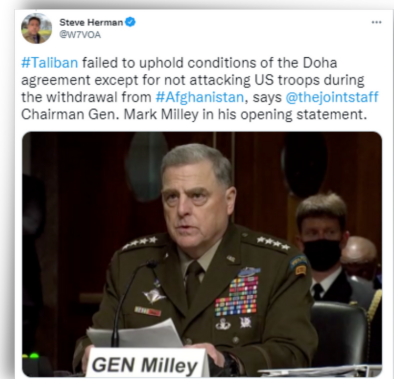 Steve Herman
@W7VOA
#Taliban failed to uphold conditions of the Doha
agreement except for not attacking US troops during
the withdrawal from #Afghanistan, says @thejointstaff
Chairman Gen. Mark Milley in his opening statement.
GEN Milley